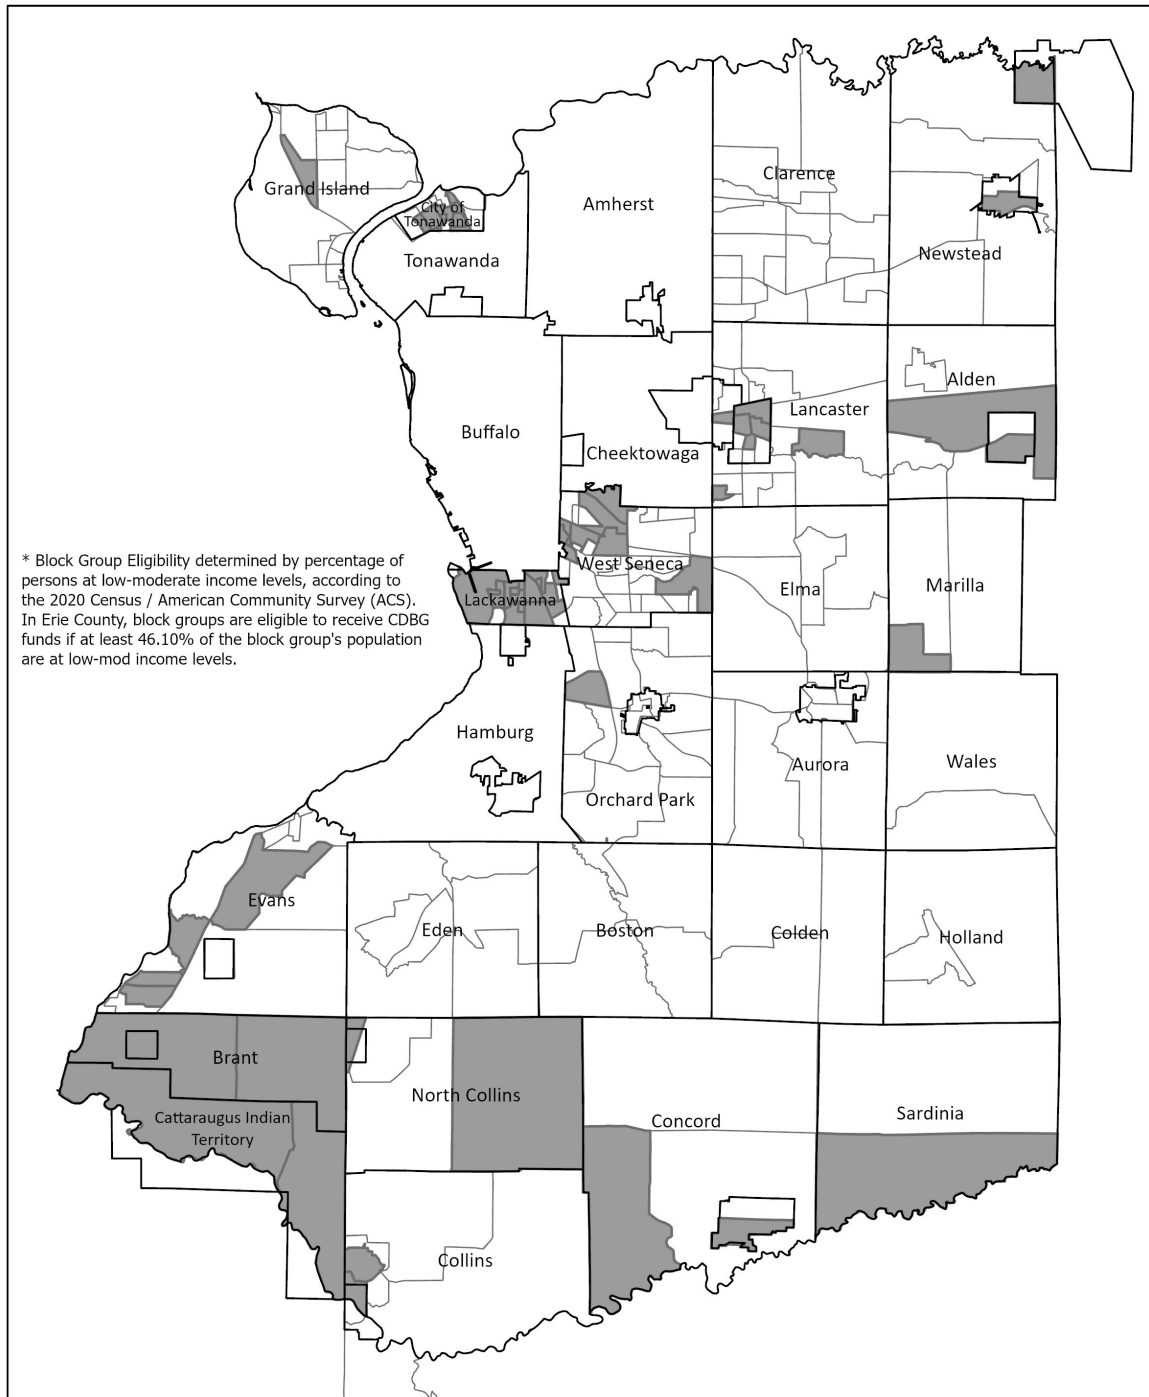 Clarence
Grand Island
Amherst
City of
Tonawanda
Newstead
Tonawanda
Alden
Lancaster
Buffalo
Cheektowaga
* Block Group Eligibility determined by percentage of
persons at low-moderate income levels, according to
the 2020 Census / American Community Survey (ACS).
In Erie County, block groups are eligible to receive CDBG
funds if at least 46.10% of the block group's population
are at low-mod income levels.
West Seneca
Elma
Marilla
Lackawanna
Hamburg
Aurora
Wales
Orchard Park
Evans
Eden
Boston
Colden
Holland
Brant
North Collins
Cattaraugus Indian
Territory
Concord
Sardinia
Collins